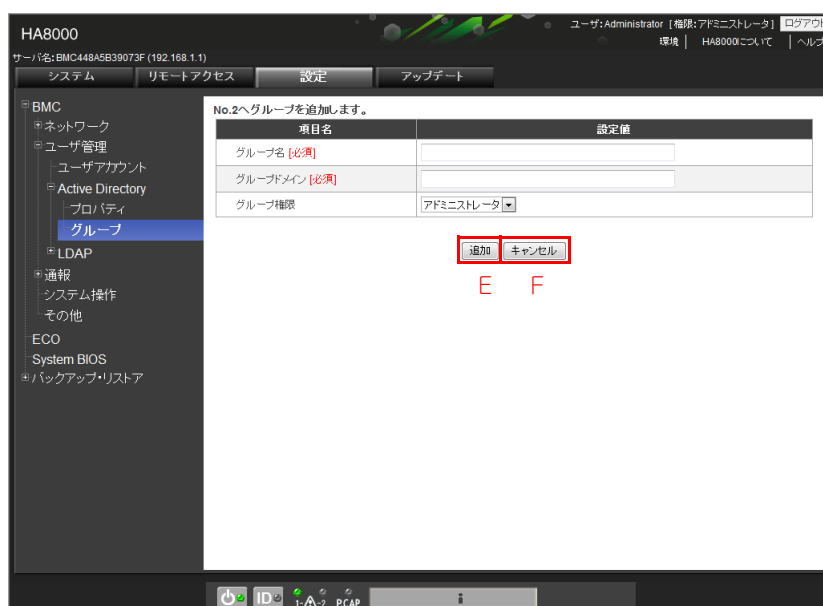 HA8000
ユーザ:Administrator [権限:アドミニストレータ]
環境 | HA8000について | ヘルプ
サーバ名: BMC448A5B39073F (192.168.1.1)
システム リモートアクセス 設定 アップデート
BMC
ネットワーク
ユーザ管理
ユーザアカウント
Active Directory
プロパティ
グループ
LDAP
通報
システム操作
その他
ECO
System BIOS
バックアップ・リストア
No.2へグループを追加します。
項目名 設定値
グループ名 [必須]
グループドメイン [必須]
グループ権限 アドミニストレータ
追加 キャンセル
E F
ID 1-2 PCAP i